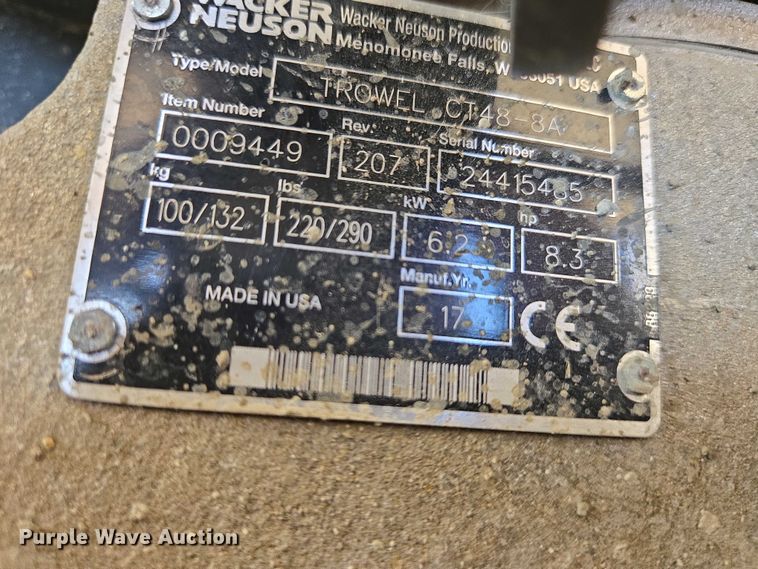 WACKER
NEUSON
Wacker Neuson Production
Menomonee Falls, W 53051 USA
Type/Model
TROWEL CT48-8A
Item Number
Rev.
Serial Number
0009449
207
kg
lbs
kW
hp
100/132
220/290
6.2
8.3
Manuf.Yr.
MADE IN USA
17
CE
Purple Wave Auction